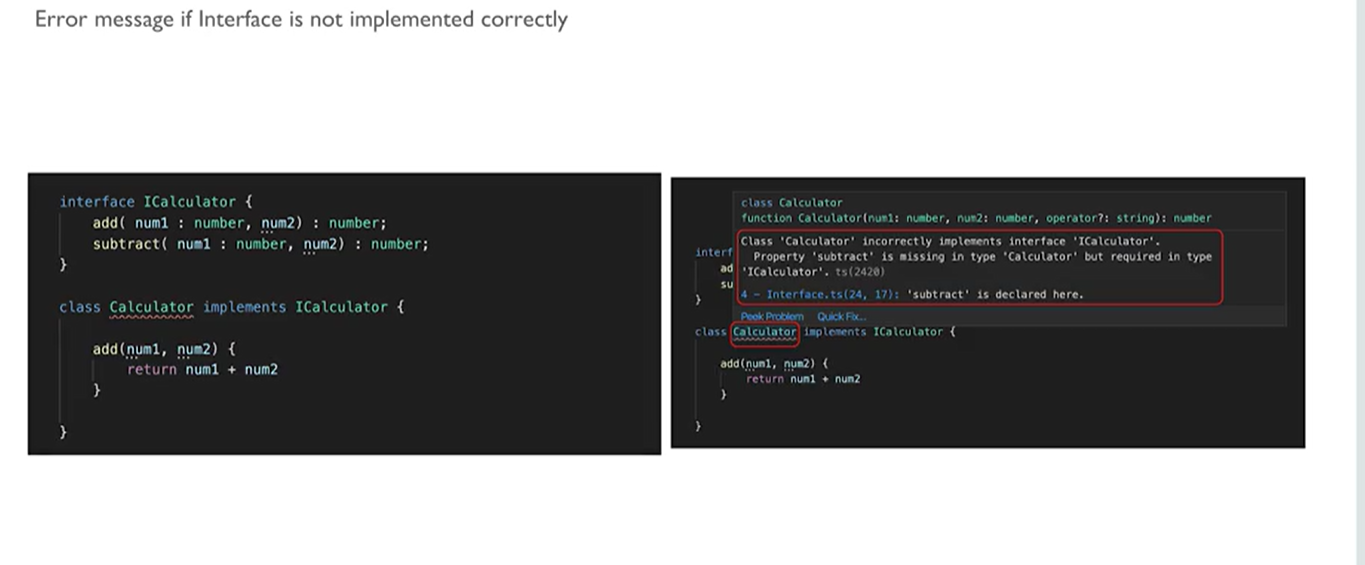 Error message if Interface is not implemented correctly
interface ICalculator {
add( num1 : number, num2) : number;
subtract( num1 : number, num2) : number;
}
class Calculator implements ICalculator {
add(num1, num2) {
return num1 + num2
}
}
class Calculator
function Calculator(num1: number, num2: number, operator?: string): number
Class 'Calculator' incorrectly implements interface 'ICalculator'.
Property 'subtract' is missing in type 'Calculator' but required in type
'ICalculator'. ts(2420)
4 – Interface.ts(24, 17): 'subtract' is declared here.
Peek Problem Quick Fix...
interf
ad
su
}
class Calculator implements ICalculator {
add(num1, num2) {
return num1 + num2
}
}